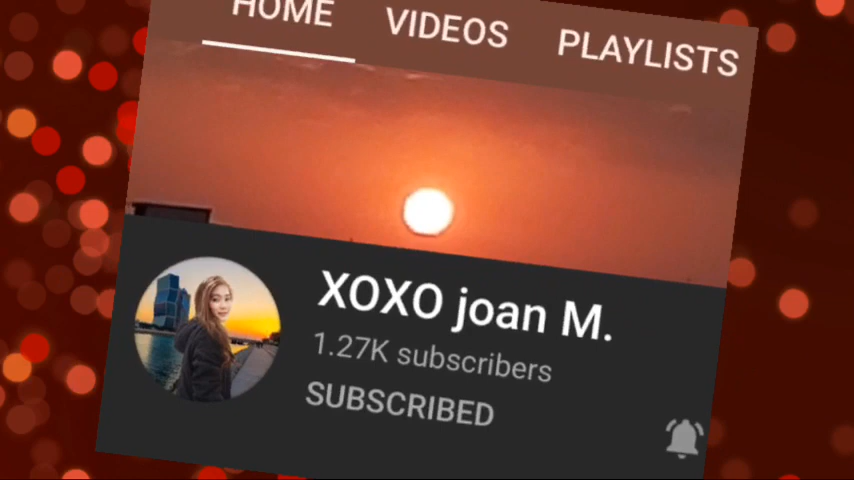 HOME VIDEOS PLAYLISTS
XOXO joan M.
1.27K subscribers
SUBSCRIBED